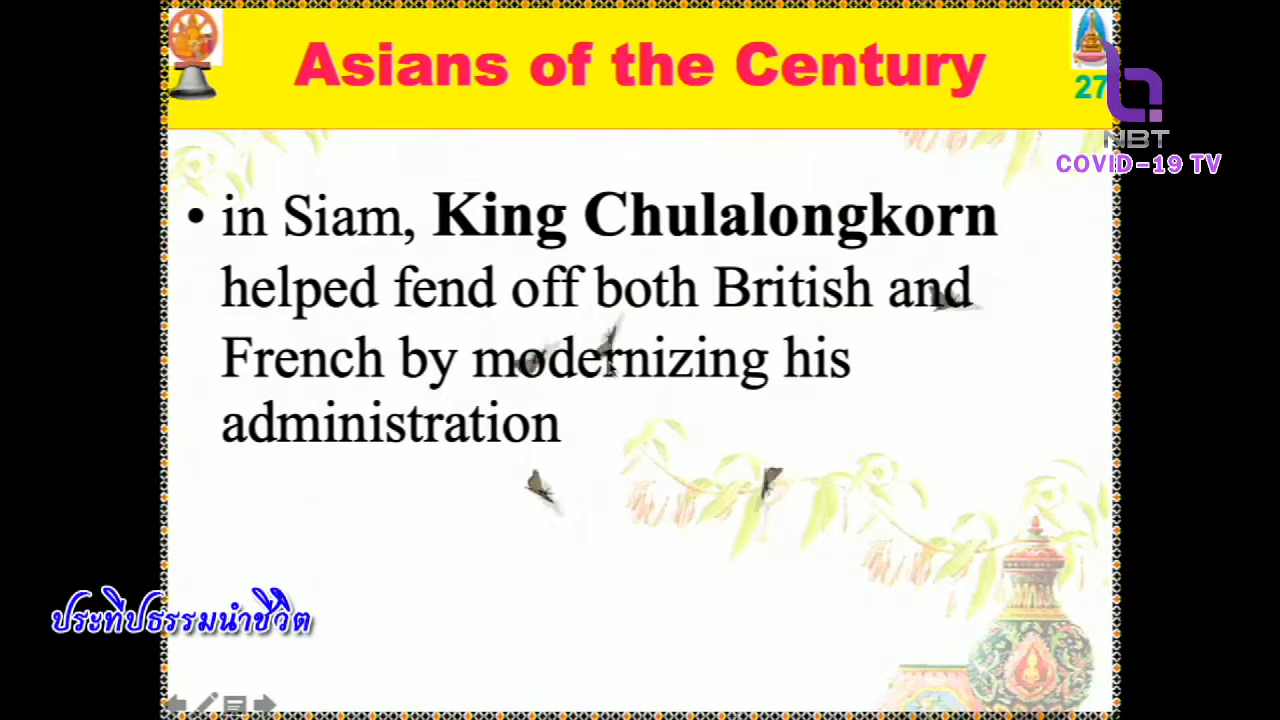 Asians of the Century
27
NBT
COVID-19 TV
• in Siam, King Chulalongkorn
helped fend off both British and
French by modernizing his
administration
ประทีปธรรมนำชีวิต